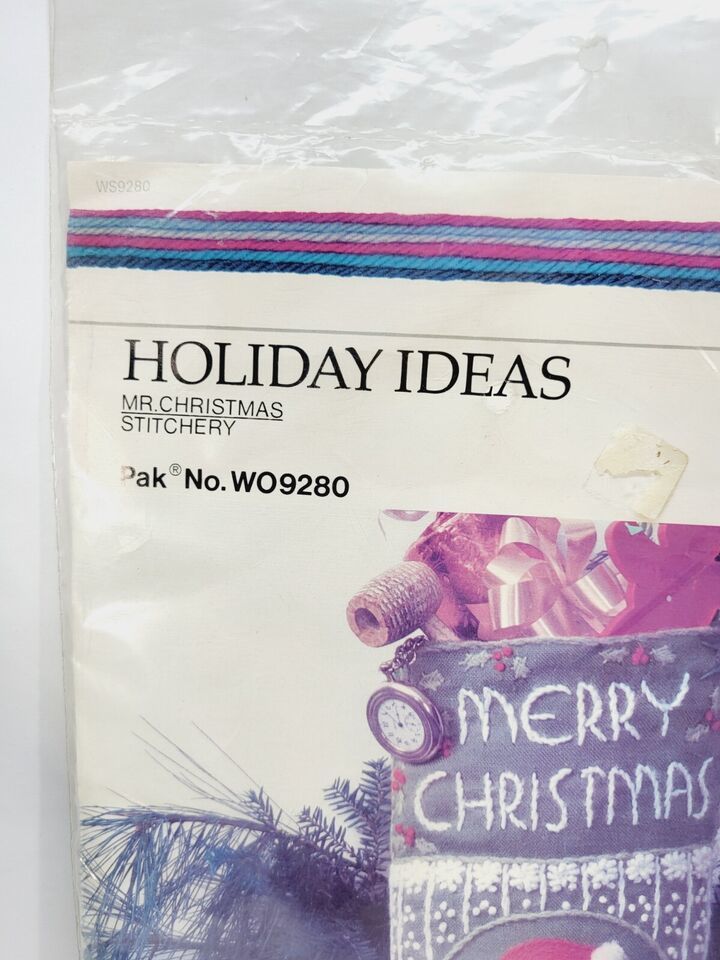 WS9280
HOLIDAY IDEAS
MR.CHRISTMAS
STITCHERY
Pak® No. WO9280
MERRY
CHRISTMAS